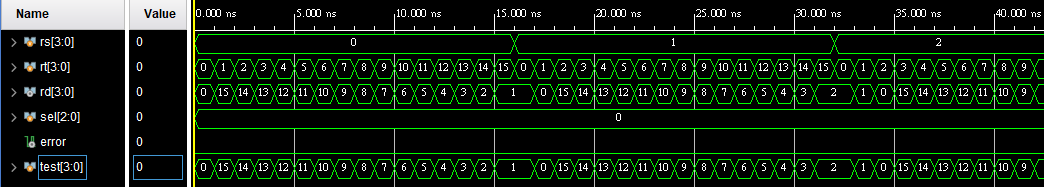 Name Value 0.000 ns 5.000 ns 10.000 ns 15.000 ns 20.000 ns 25.000 ns 30.000 ns 35.000 ns 40.000 ns
rs[3:0] 0 0 1 2
rt[3:0] 0 0 1 2 3 4 5 6 7 8 9 10 11 12 13 14 15 0 1 2 3 4 5 6 7 8 9 10 11 12 13 14 15 0 1 2 3 4 5 6 7 8 9
rd[3:0] 0 0 15 14 13 12 11 10 9 8 7 6 5 4 3 2 1 0 15 14 13 12 11 10 9 8 7 6 5 4 3 2 1 0 15 14 13 12 11 10 9
sel[2:0] 0 0
error 0
test[3:0] 0 0 15 14 13 12 11 10 9 8 7 6 5 4 3 2 1 0 15 14 13 12 11 10 9 8 7 6 5 4 3 2 1 0 15 14 13 12 11 10 9